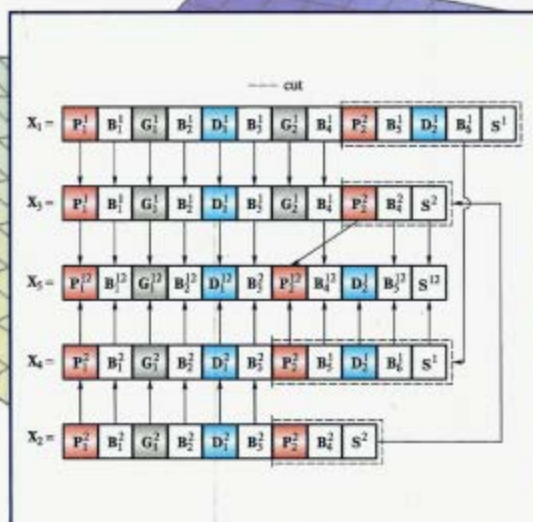 ---- cut
X₁ = P₁¹ B₁¹ G₁¹ B₂¹ D₁¹ B₃¹ G₂¹ B₄¹ P₂² B₅¹ D₂¹ B₆¹ S¹
X₃ = P₁¹ B₁¹ G₁¹ B₂¹ D₁¹ B₃¹ G₂¹ B₄¹ P₂² B₄² S²
X₅ = P₁¹² B₁¹² G₁¹² B₂¹² D₁¹² B₃² P₂¹² B₄¹² D₂¹ B₅¹² S¹²
X₄ = P₁² B₁² G₁² B₂² D₁² B₃² P₂² B₅¹ D₂¹ B₆¹ S¹
X₂ = P₁² B₁² G₁² B₂² D₁² B₃² P₂² B₄² S²